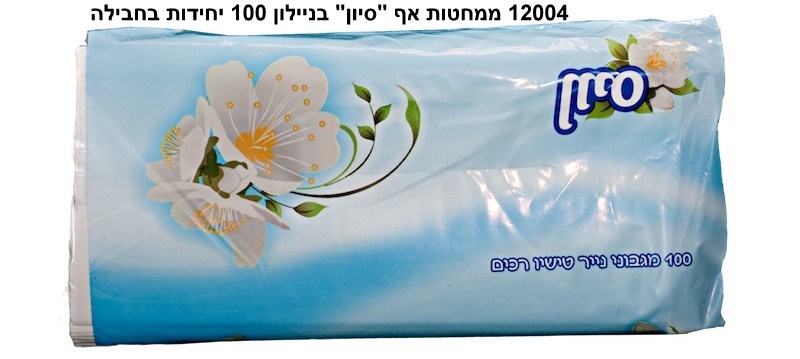 12004 ממחטות אף "סיון" בניילון 100 יחידות בחבילה
סיון
100 מגבוני נייר טישיו רכים